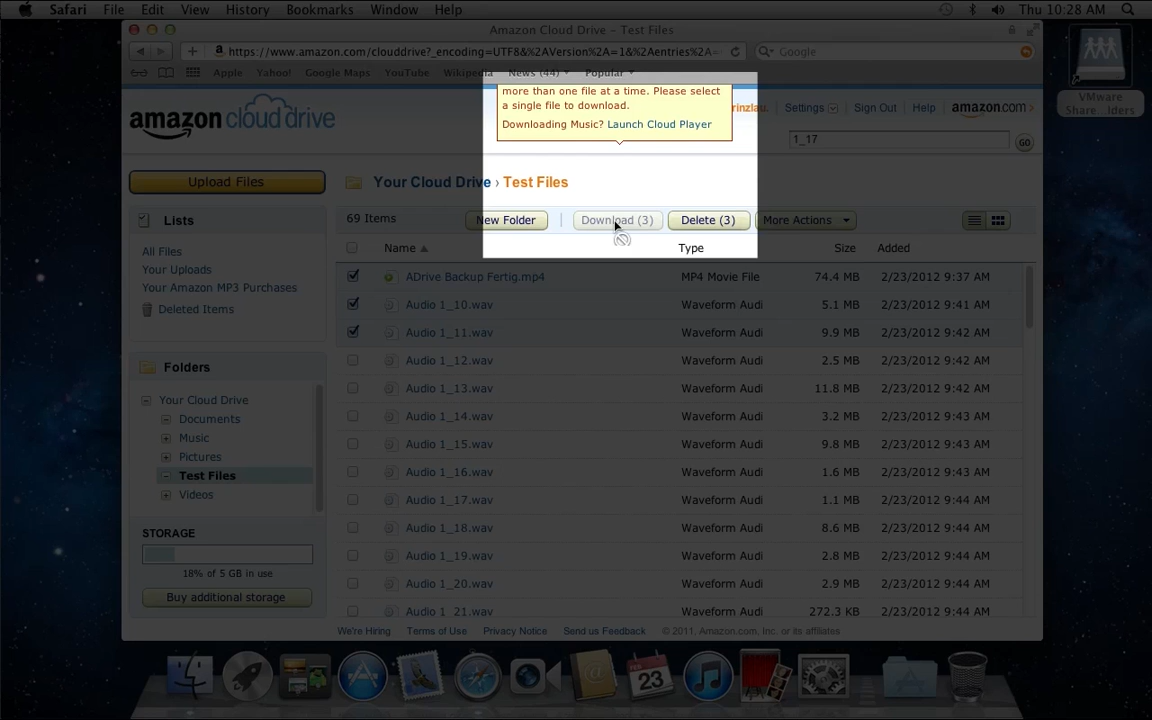 Safari File Edit View History Bookmarks Window Help Thu 10:28 AM
Amazon Cloud Drive – Test Files
https://www.amazon.com/clouddrive?_encoding=UTF8&%2AVersion%2A=1&%2Aentries%2A=
Google
Apple Yahoo! Google Maps YouTube Wikipedia News (44) Popular
VMware
Share...lders
more than one file at a time. Please select
a single file to download.
Downloading Music? Launch Cloud Player
amazon cloud drive
rinzlau. Settings Sign Out Help amazon.com
1_17 GO
Upload Files
Your Cloud Drive › Test Files
69 Items New Folder Download (3) Delete (3) More Actions
Name Type Size Added
Lists
All Files
Your Uploads
Your Amazon MP3 Purchases
Deleted Items
Folders
Your Cloud Drive
Documents
Music
Pictures
Test Files
Videos
STORAGE
18% of 5 GB in use
Buy additional storage
ADrive Backup Fertig.mp4 MP4 Movie File 74.4 MB 2/23/2012 9:37 AM
Audio 1_10.wav Waveform Audi 5.1 MB 2/23/2012 9:41 AM
Audio 1_11.wav Waveform Audi 9.9 MB 2/23/2012 9:42 AM
Audio 1_12.wav Waveform Audi 2.5 MB 2/23/2012 9:42 AM
Audio 1_13.wav Waveform Audi 11.8 MB 2/23/2012 9:42 AM
Audio 1_14.wav Waveform Audi 3.2 MB 2/23/2012 9:43 AM
Audio 1_15.wav Waveform Audi 9.8 MB 2/23/2012 9:43 AM
Audio 1_16.wav Waveform Audi 1.6 MB 2/23/2012 9:43 AM
Audio 1_17.wav Waveform Audi 1.1 MB 2/23/2012 9:44 AM
Audio 1_18.wav Waveform Audi 8.6 MB 2/23/2012 9:44 AM
Audio 1_19.wav Waveform Audi 2.8 MB 2/23/2012 9:44 AM
Audio 1_20.wav Waveform Audi 2.9 MB 2/23/2012 9:44 AM
Audio 1_21.wav Waveform Audi 272.3 KB 2/23/2012 9:44 AM
We're Hiring Terms of Use Privacy Notice Send us Feedback © 2011, Amazon.com, Inc. or its affiliates
FEB
23